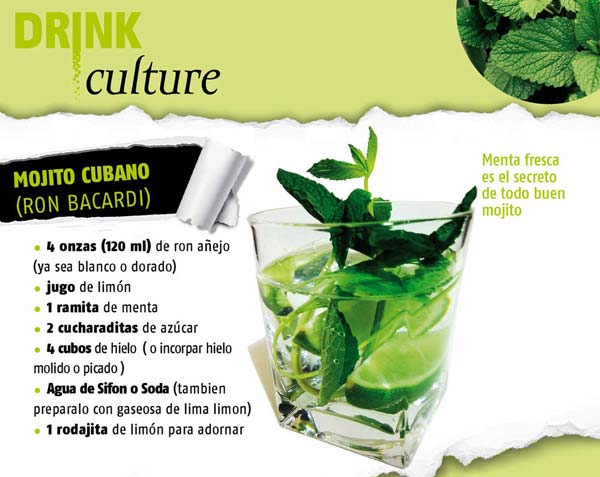 DRINK
culture
MOJITO CUBANO
(RON BACARDI)
• 4 onzas (120 ml) de ron añejo
(ya sea blanco o dorado)
• jugo de limón
• 1 ramita de menta
• 2 cucharaditas de azúcar
• 4 cubos de hielo ( o incorpar hielo
molido o picado )
• Agua de Sifon o Soda (tambien
preparalo con gaseosa de lima limon)
• 1 rodajita de limón para adornar
Menta fresca
es el secreto
de todo buen
mojito